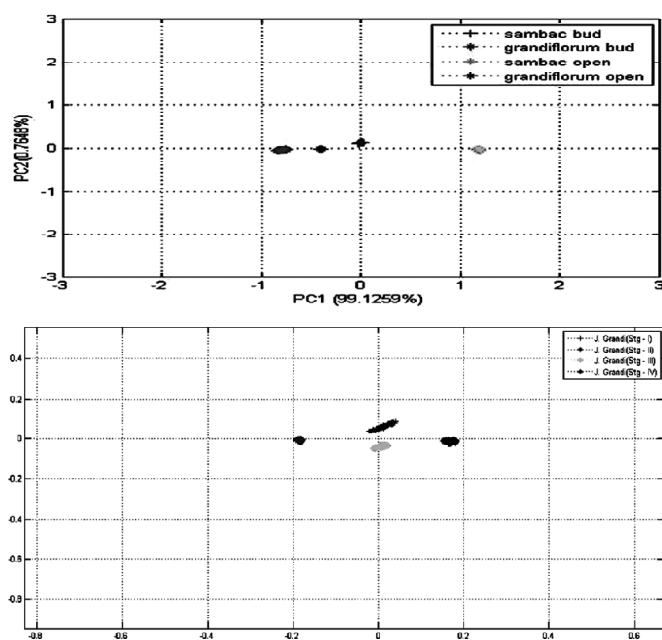 3
2
1
0
-1
-2
-3
PC2(0.7648%)
sambac bud
grandiflorum bud
sambac open
grandiflorum open
-3 -2 -1 0 1 2 3
PC1 (99.1259%)
0.4
0.2
0
-0.2
-0.4
-0.6
-0.8
J. Grandi(Stg - I)
J. Grandi(Stg - II)
J. Grandi(Stg - III)
J. Grandi(Stg - IV)
-0.8 -0.6 -0.4 -0.2 0 0.2 0.4 0.6